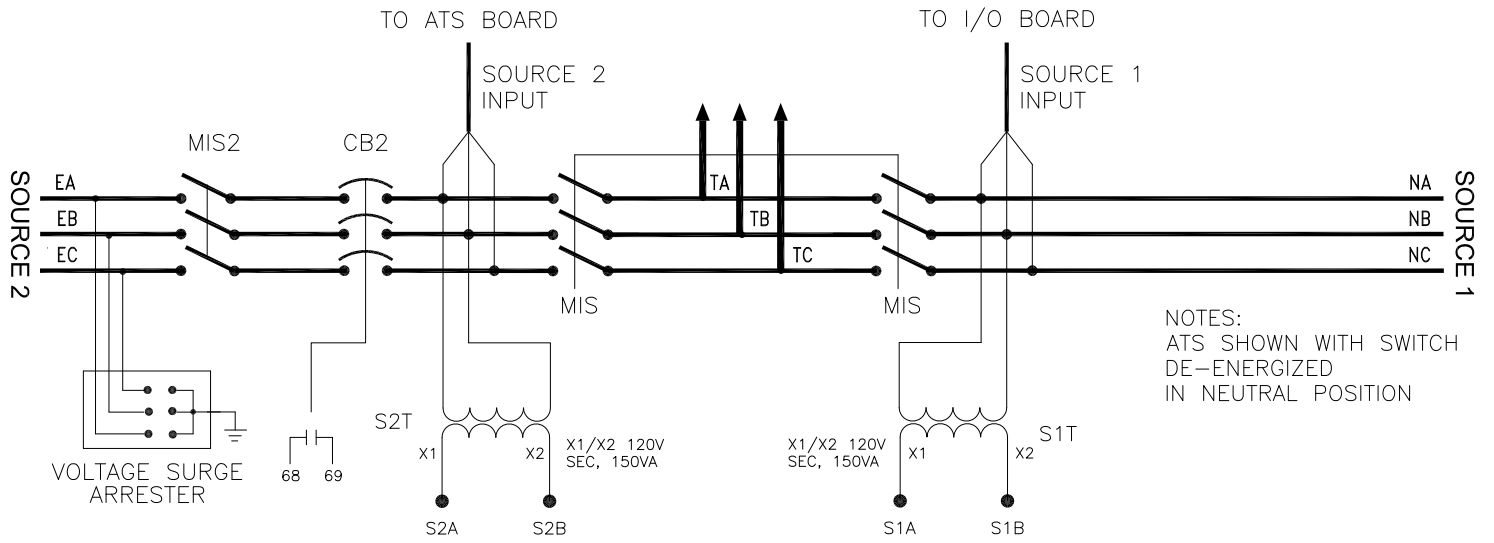 TO ATS BOARD
TO I/O BOARD
SOURCE 2
INPUT
SOURCE 1
INPUT
MIS2
CB2
SOURCE 2
EA
EB
EC
TA
TB
TC
NA
NB
NC
SOURCE 1
MIS
MIS
NOTES:
ATS SHOWN WITH SWITCH
DE-ENERGIZED
IN NEUTRAL POSITION
VOLTAGE SURGE
ARRESTER
68
69
S2T
X1
X2
X1/X2 120V
SEC, 150VA
S2A
S2B
X1/X2 120V
SEC, 150VA
X1
X2
S1T
S1A
S1B